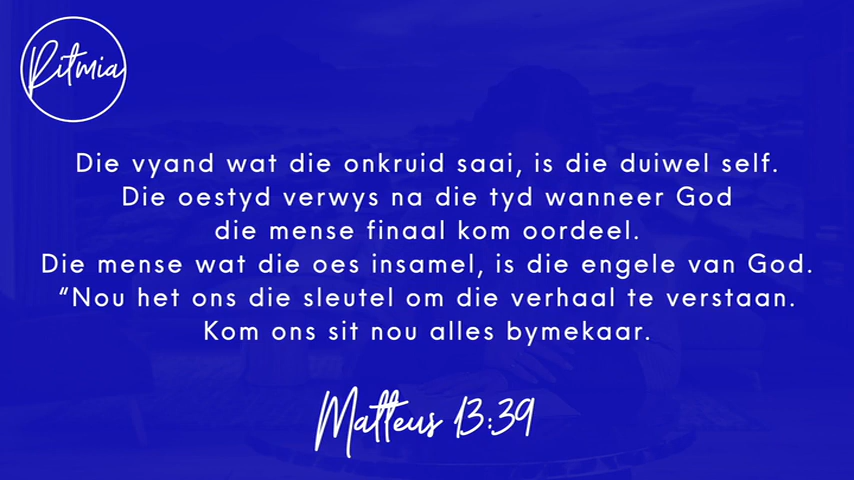 Ritmia
Die vyand wat die onkruid saai, is die duiwel self.
Die oestyd verwys na die tyd wanneer God
die mense finaal kom oordeel.
Die mense wat die oes insamel, is die engele van God.
“Nou het ons die sleutel om die verhaal te verstaan.
Kom ons sit nou alles bymekaar.
Matteus 13:39